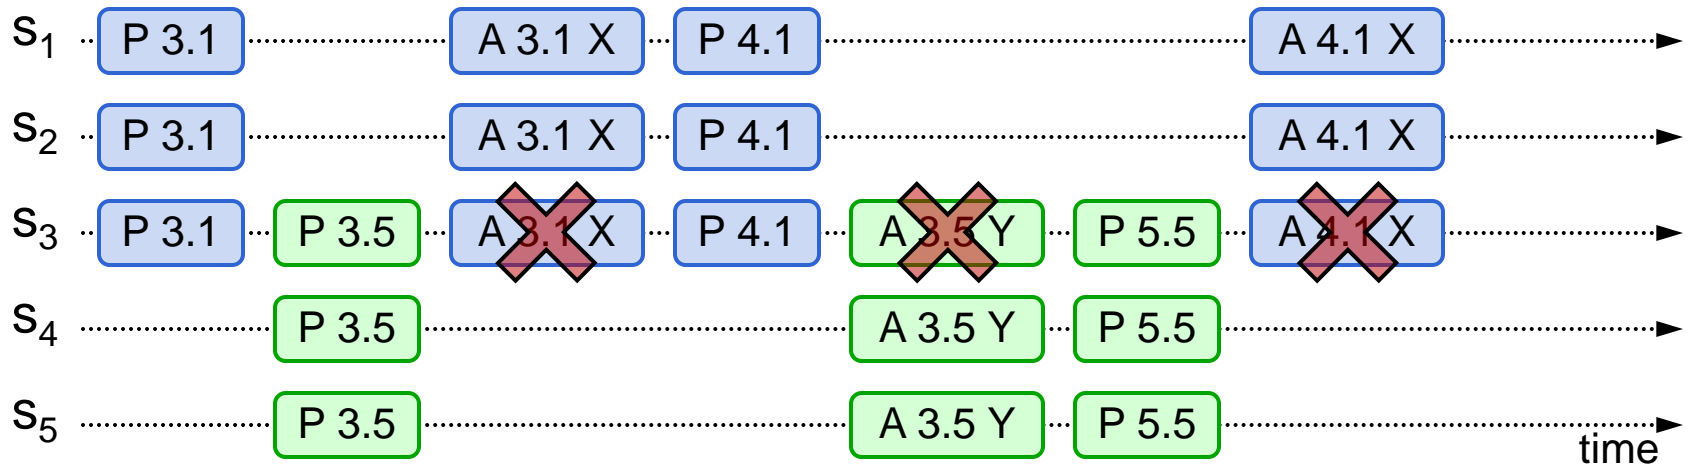 s1 P 3.1 A 3.1 X P 4.1 A 4.1 X
s2 P 3.1 A 3.1 X P 4.1 A 4.1 X
s3 P 3.1 P 3.5 A 3.1 X P 4.1 A 3.5 Y P 5.5 A 4.1 X
s4 P 3.5 A 3.5 Y P 5.5
s5 P 3.5 A 3.5 Y P 5.5
time